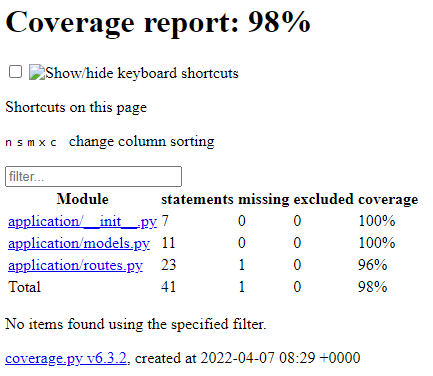 Coverage report: 98%
Show/hide keyboard shortcuts
Shortcuts on this page
n s m x c change column sorting
filter...
Module statements missing excluded coverage
application/__init__.py 7 0 0 100%
application/models.py 11 0 0 100%
application/routes.py 23 1 0 96%
Total 41 1 0 98%
No items found using the specified filter.
coverage.py v6.3.2, created at 2022-04-07 08:29 +0000